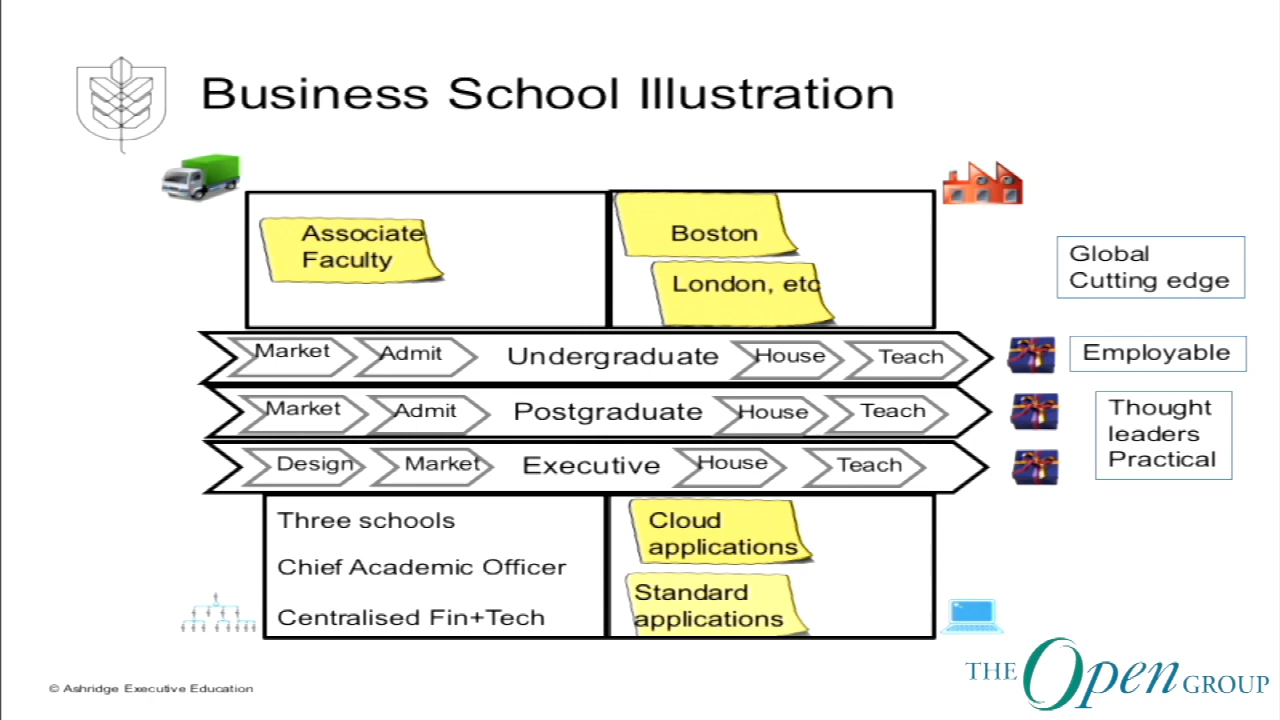 Business School Illustration
Associate
Faculty
Boston
London, etc
Global
Cutting edge
Market Admit Undergraduate House Teach
Employable
Market Admit Postgraduate House Teach
Thought
leaders
Practical
Design Market Executive House Teach
Three schools
Chief Academic Officer
Centralised Fin+Tech
Cloud
applications
Standard
applications
© Ashridge Executive Education
THE Open GROUP